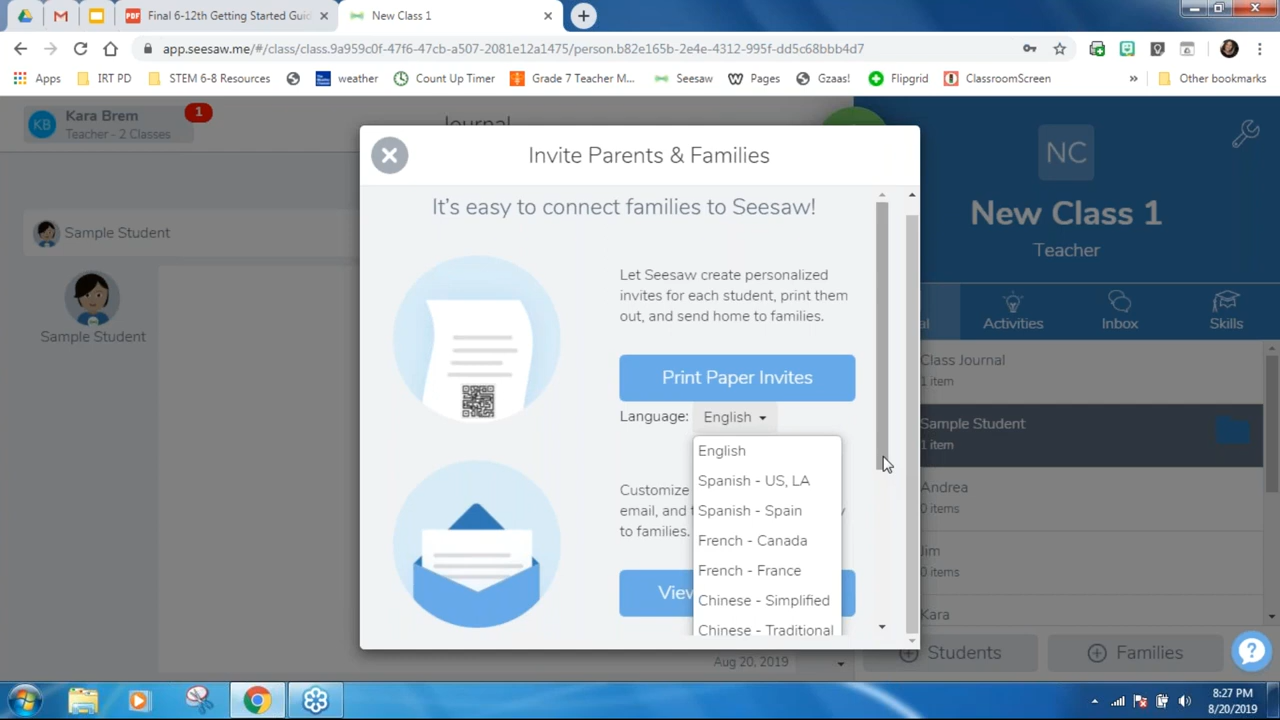 Final 6-12th Getting Started Guid
New Class 1
app.seesaw.me/#/class/class.9a959c0f-47f6-47cb-a507-2081e12a1475/person.b82e165b-2e4e-4312-995f-dd5c68bbb4d7
Apps
IRT PD
STEM 6-8 Resources
weather
Count Up Timer
Grade 7 Teacher M...
Seesaw
Pages
Gzaas!
Flipgrid
ClassroomScreen
»
Other bookmarks
KB
Kara Brem
Teacher - 2 Classes
1
Journal
Sample Student
Sample Student
Invite Parents & Families
It's easy to connect families to Seesaw!
Let Seesaw create personalized
invites for each student, print them
out, and send home to families.
Print Paper Invites
Language: English
English
Spanish - US, LA
Spanish - Spain
French - Canada
French - France
Chinese - Simplified
Chinese - Traditional
Customize
email, and
to families.
View
Aug 20, 2019
NC
New Class 1
Teacher
Activities
Inbox
Skills
Class Journal
1 item
Sample Student
1 item
Andrea
0 items
Jim
0 items
Kara
Students
Families
?
8:27 PM
8/20/2019